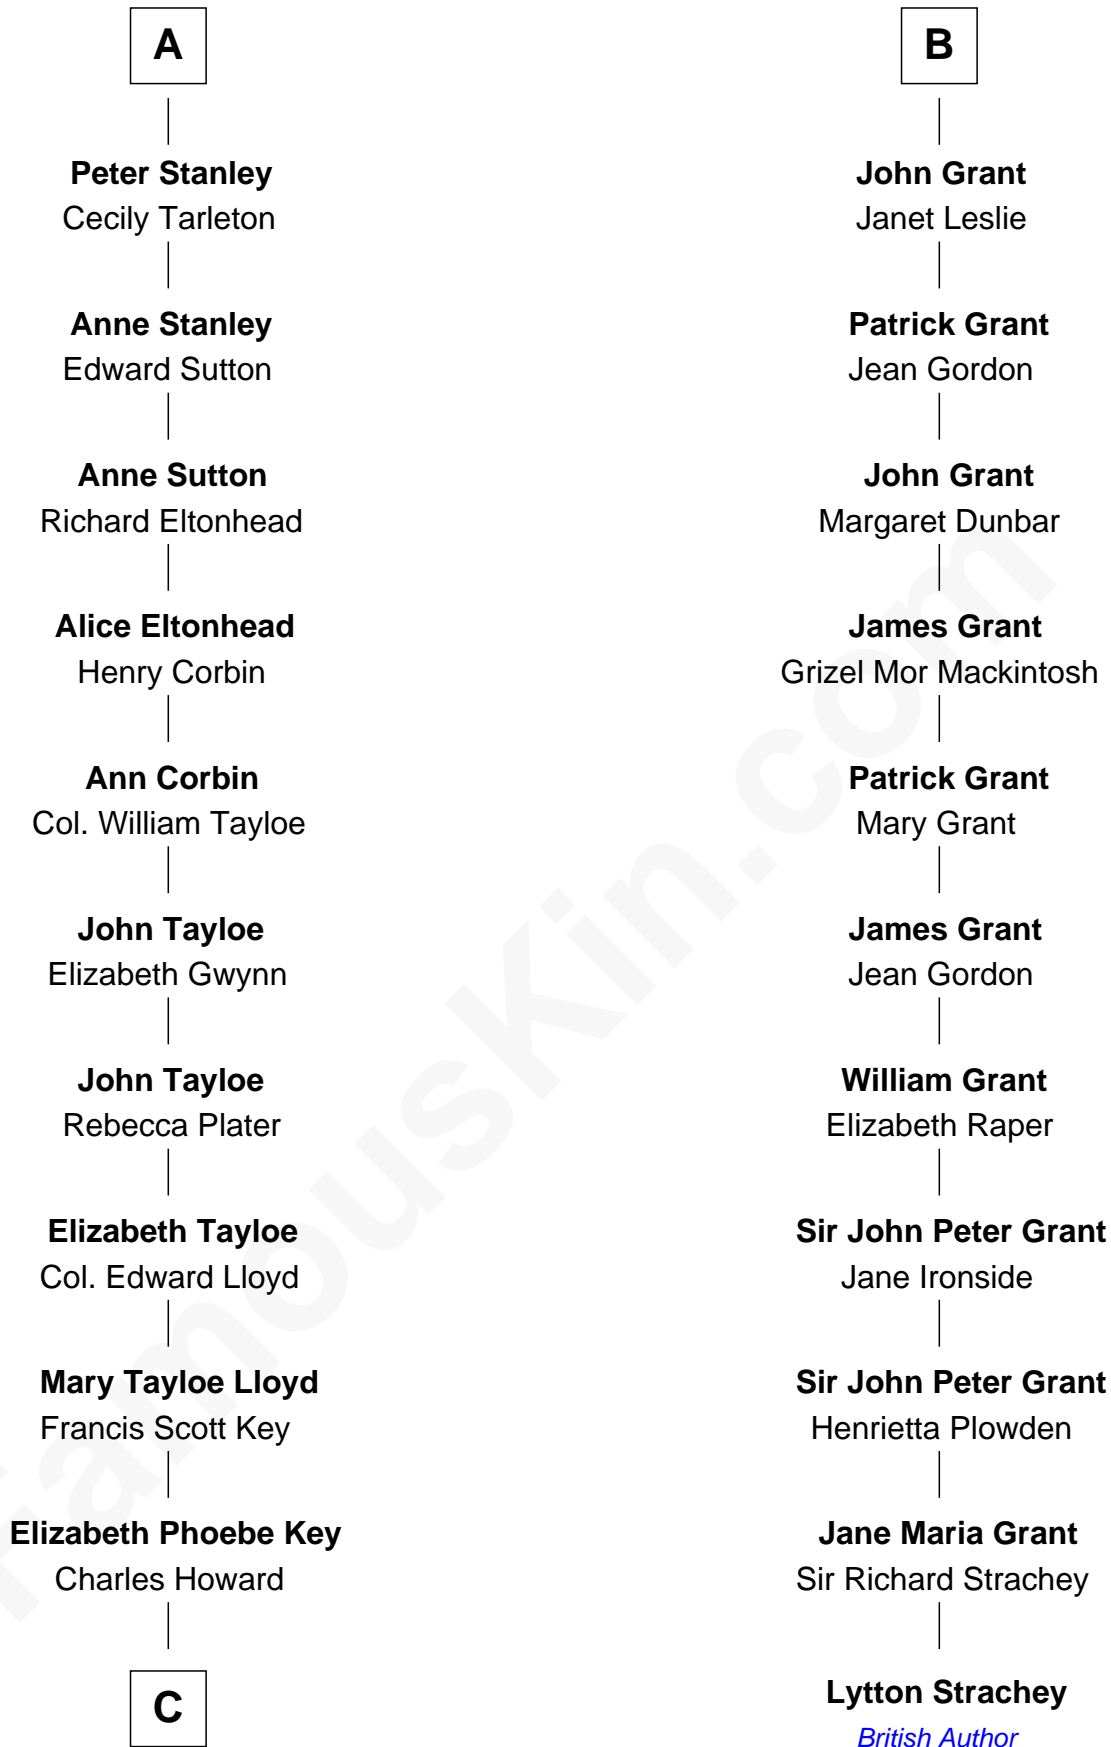 A
Peter Stanley
Cecily Tarleton
Anne Stanley
Edward Sutton
Anne Sutton
Richard Eltonhead
Alice Eltonhead
Henry Corbin
Ann Corbin
Col. William Tayloe
John Tayloe
Elizabeth Gwynn
John Tayloe
Rebecca Plater
Elizabeth Tayloe
Col. Edward Lloyd
Mary Tayloe Lloyd
Francis Scott Key
Elizabeth Phoebe Key
Charles Howard
C
B
John Grant
Janet Leslie
Patrick Grant
Jean Gordon
John Grant
Margaret Dunbar
James Grant
Grizel Mor Mackintosh
Patrick Grant
Mary Grant
James Grant
Jean Gordon
William Grant
Elizabeth Raper
Sir John Peter Grant
Jane Ironside
Sir John Peter Grant
Henrietta Plowden
Jane Maria Grant
Sir Richard Strachey
Lytton Strachey
British Author
FamousKin.com